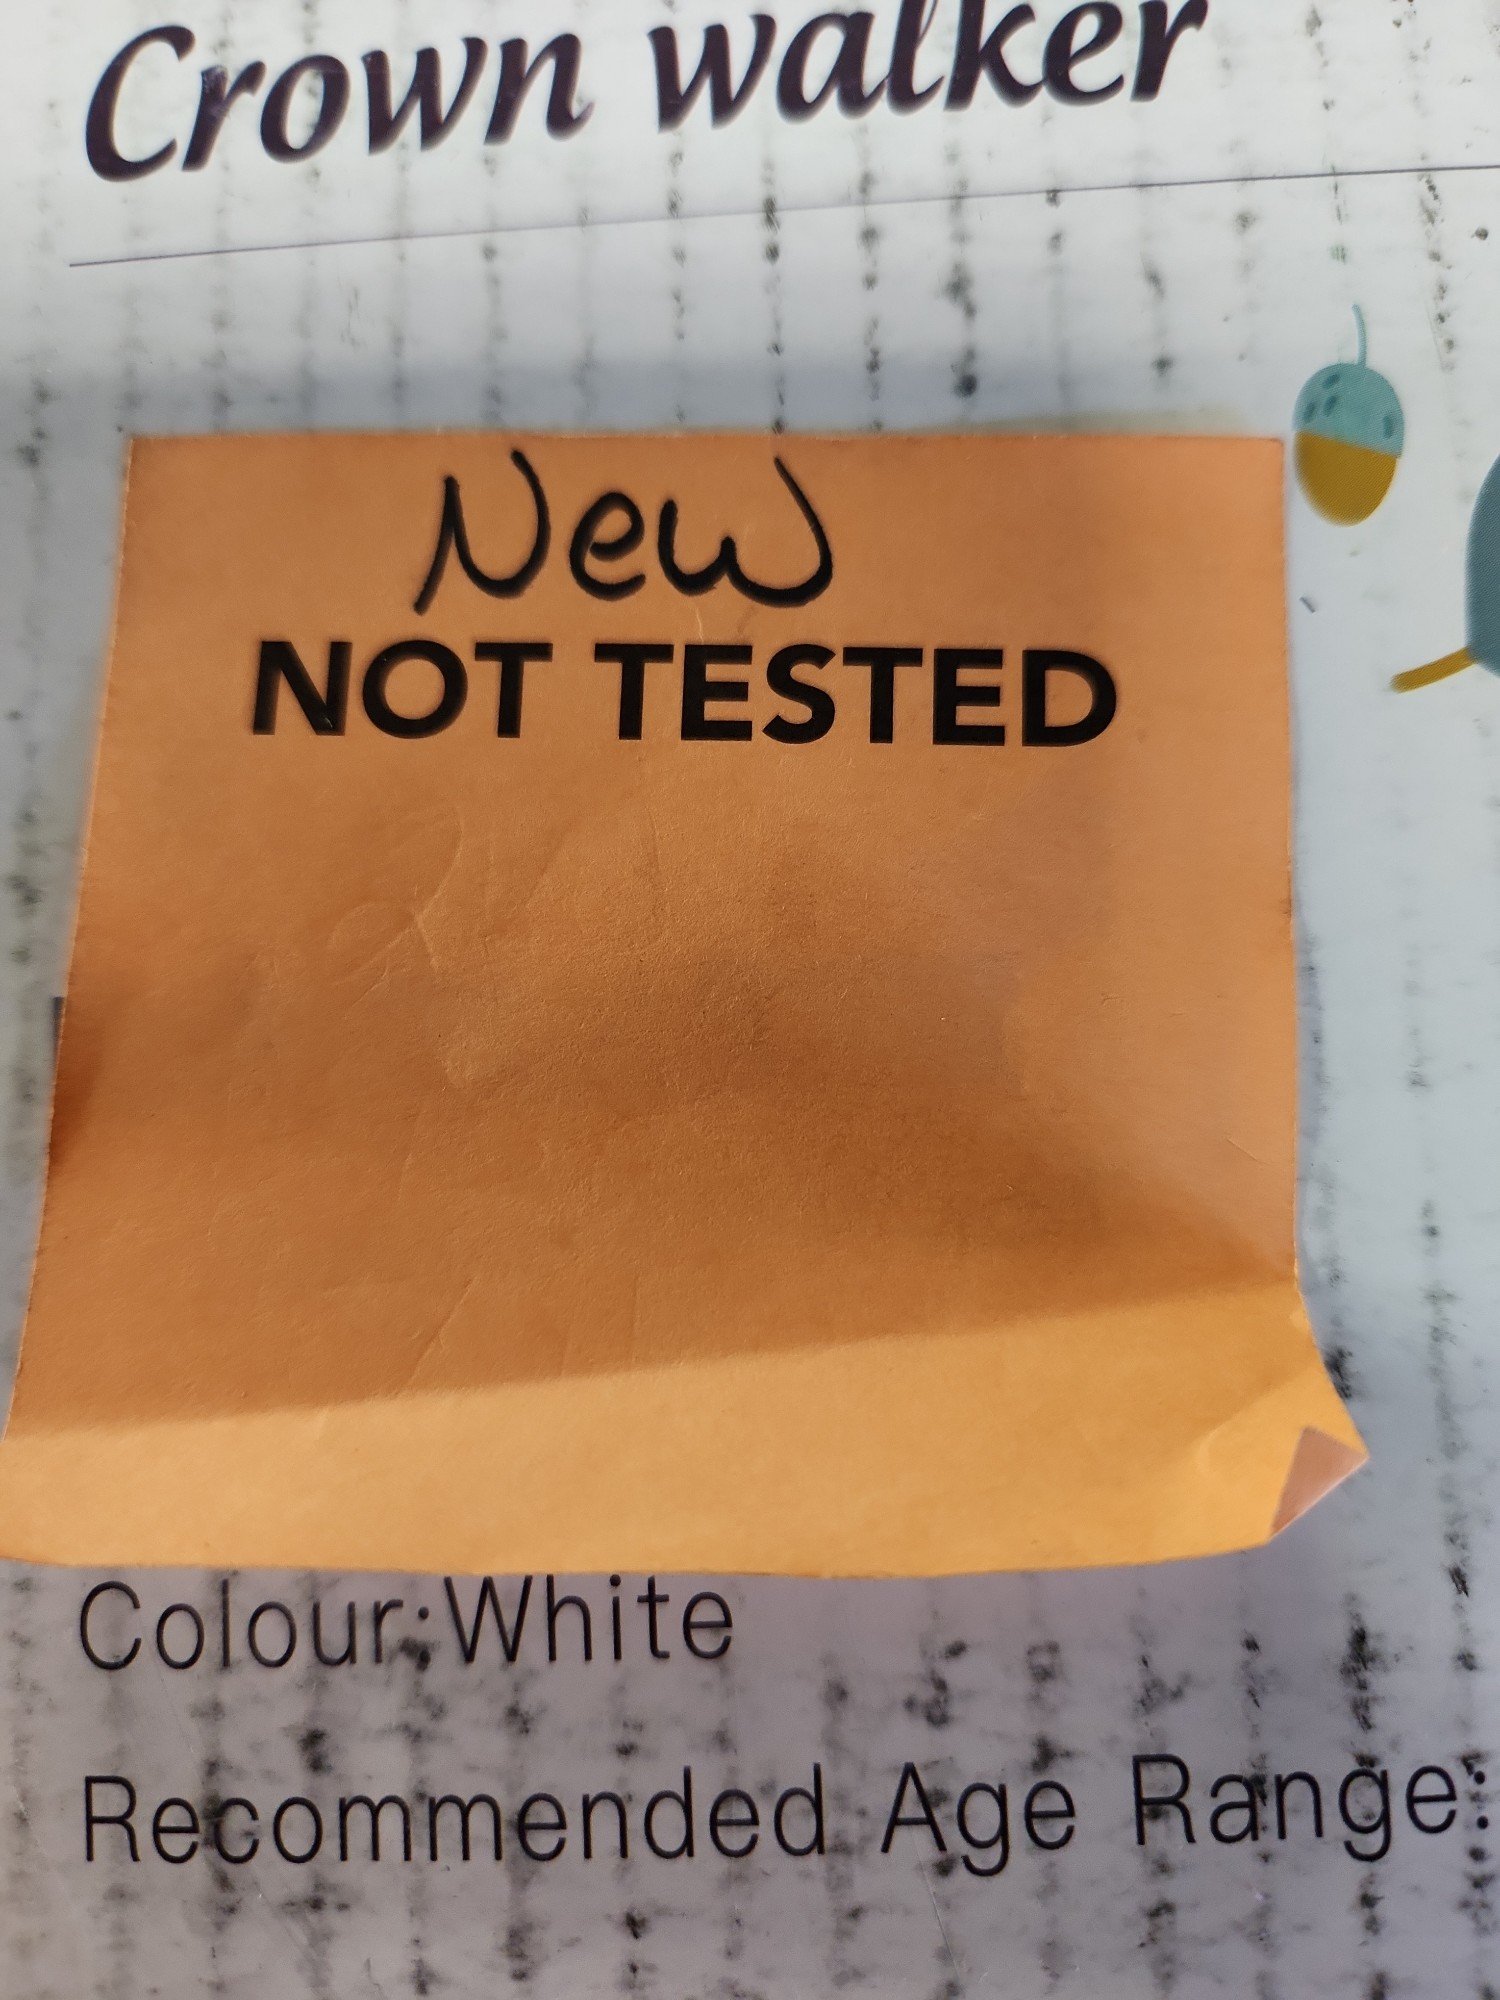 Crown walker
New
NOT TESTED
Colour:White
Recommended Age Range: